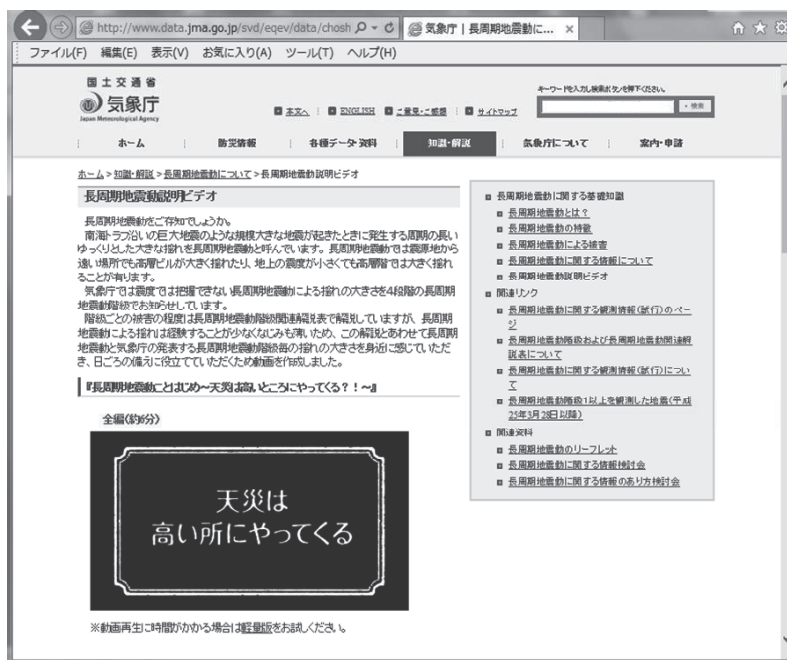 http://www.data.jma.go.jp/svd/eqev/data/chosh
気象庁 | 長周期地震動に...
ファイル(F) 編集(E) 表示(V) お気に入り(A) ツール(T) ヘルプ(H)
国土交通省
気象庁
Japan Meteorological Agency
本文へ
ENGLISH
ご意見・ご感想
サイトマップ
キーワードを入力し検索ボタンを押下ください。
検索
ホーム
防災情報
各種データ・資料
知識・解説
気象庁について
案内・申請
ホーム > 知識・解説 > 長周期地震動について > 長周期地震動説明ビデオ
長周期地震動説明ビデオ
長周期地震動をご存知でしょうか。
南海トラフ沿いの巨大地震のような規模大きな地震が起きたときに発生する周期の長い
ゆっくりとした大きな揺れを長周期地震動と呼んでいます。長周期地震動では震源地から
遠い場所でも高層ビルが大きく揺れたり、地上の震度が小さくても高層階では大きく揺れ
ることが有ります。
気象庁では震度では把握できない長周期地震動による揺れの大きさを4段階の長周期
地震動階級でお知らせしています。
階級ごとの被害の程度は長周期地震動階級関連解説表で解説していますが、長周期
地震動による揺れは経験することが少なくなじみも薄いため、この解説とあわせて長周期
地震動と気象庁の発表する長周期地震動階級毎の揺れの大きさを身近に感じていただ
き、日ごろの備えに役立てていただくため動画を作成しました。
『長周期地震動ことはじめ~天災は高いところにやってくる?!~』
全編(約6分)
天災は
高い所にやってくる
※動画再生に時間がかかる場合は軽量版をお試しください。
長周期地震動に関する基礎知識
長周期地震動とは?
長周期地震動の特徴
長周期地震動による被害
長周期地震動に関する情報について
長周期地震動説明ビデオ
関連リンク
長周期地震動に関する観測情報(試行)のペー
ジ
長周期地震動階級および長周期地震動関連解
説表について
長周期地震動に関する観測情報(試行)につい
て
長周期地震動階級1以上を観測した地震(平成
25年3月28日以降)
関連資料
長周期地震動のリーフレット
長周期地震動に関する情報検討会
長周期地震動に関する情報のあり方検討会